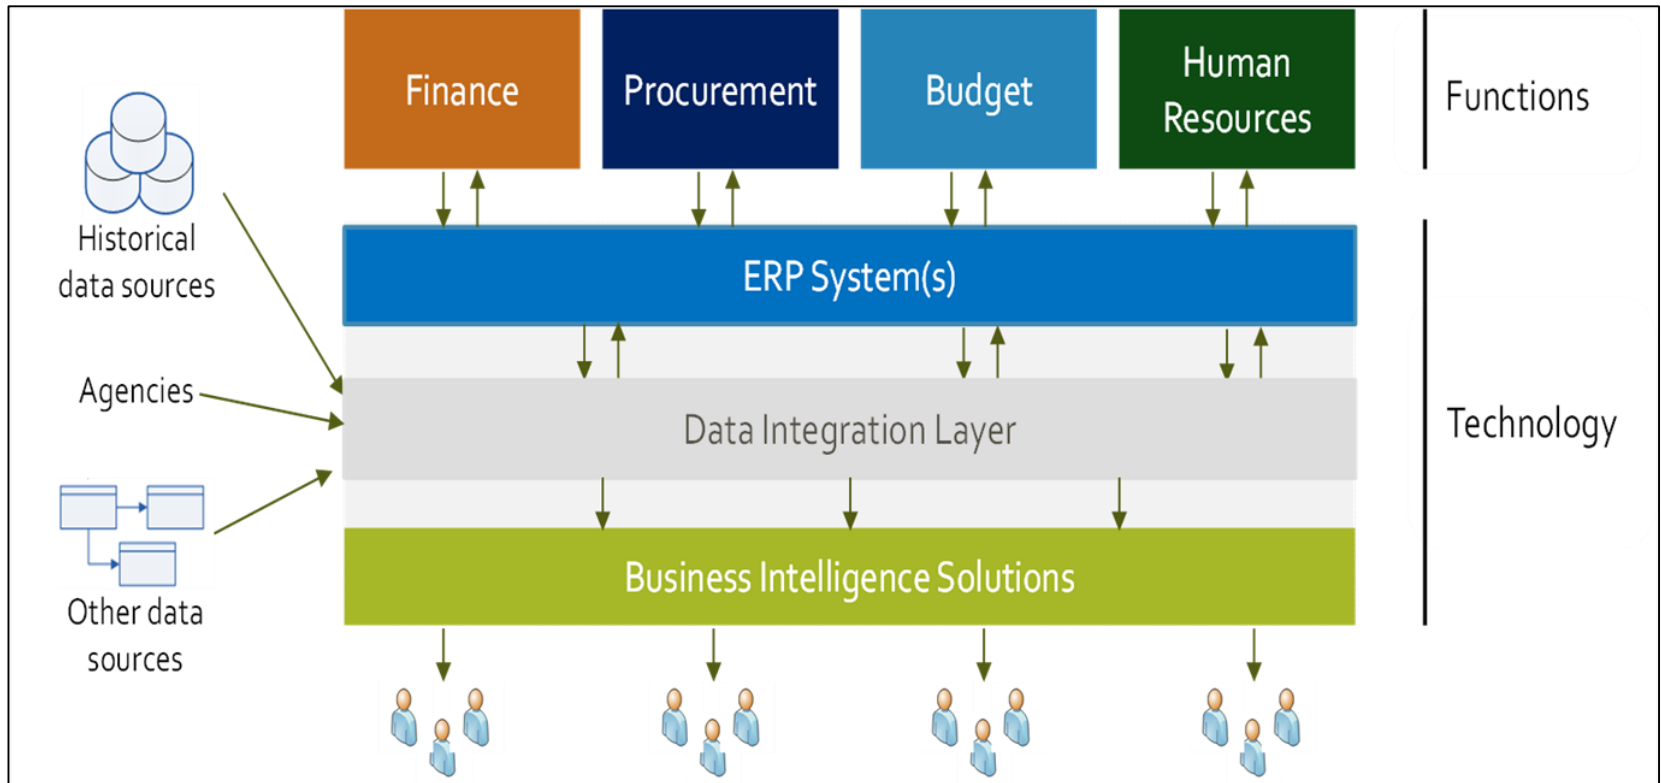 Finance
Procurement
Budget
Human
Resources
Functions
Historical
data sources
ERP System(s)
Agencies
Data Integration Layer
Technology
Business Intelligence Solutions
Other data
sources